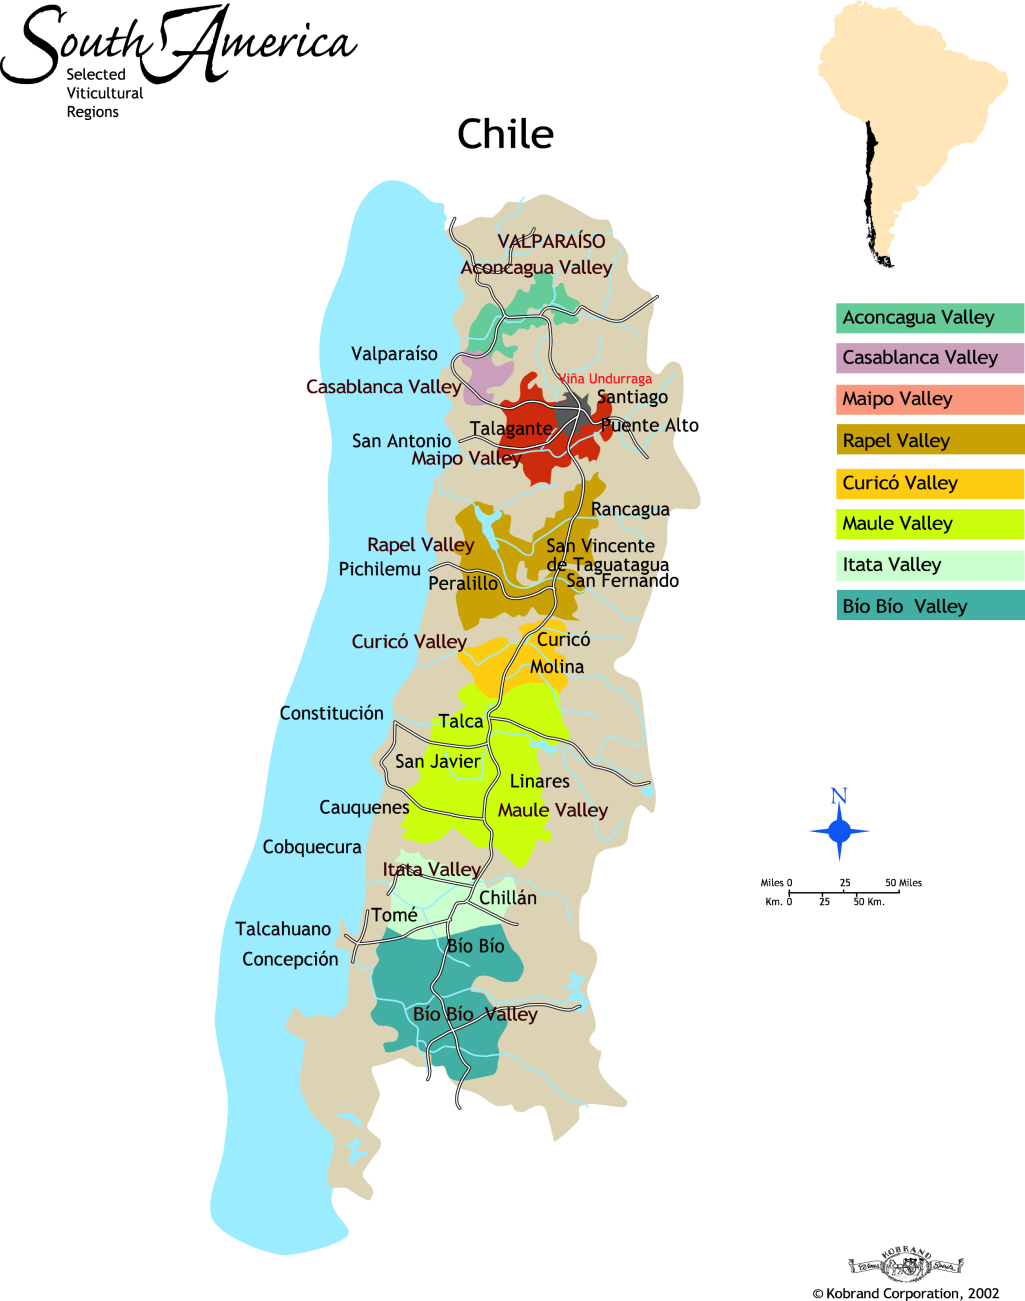 South America
Selected
Viticultural
Regions
Chile
VALPARAÍSO
Aconcagua Valley
Valparaíso
Casablanca Valley
Viña Undurraga
Santiago
Puente Alto
Talagante
San Antonio
Maipo Valley
Rancagua
Rapel Valley
San Vincente
de Taguatagua
Pichilemu
San Fernando
Peralillo
Curicó Valley
Curicó
Molina
Constitución
Talca
San Javier
Linares
Cauquenes
Maule Valley
Cobquecura
Itata Valley
Chillán
Tomé
Talcahuano
Bío Bío
Concepción
Bío Bío Valley
Aconcagua Valley
Casablanca Valley
Maipo Valley
Rapel Valley
Curicó Valley
Maule Valley
Itata Valley
Bío Bío Valley
N
Miles 0 25 50 Miles
Km. 0 25 50 Km.
KOBRAND
© Kobrand Corporation, 2002